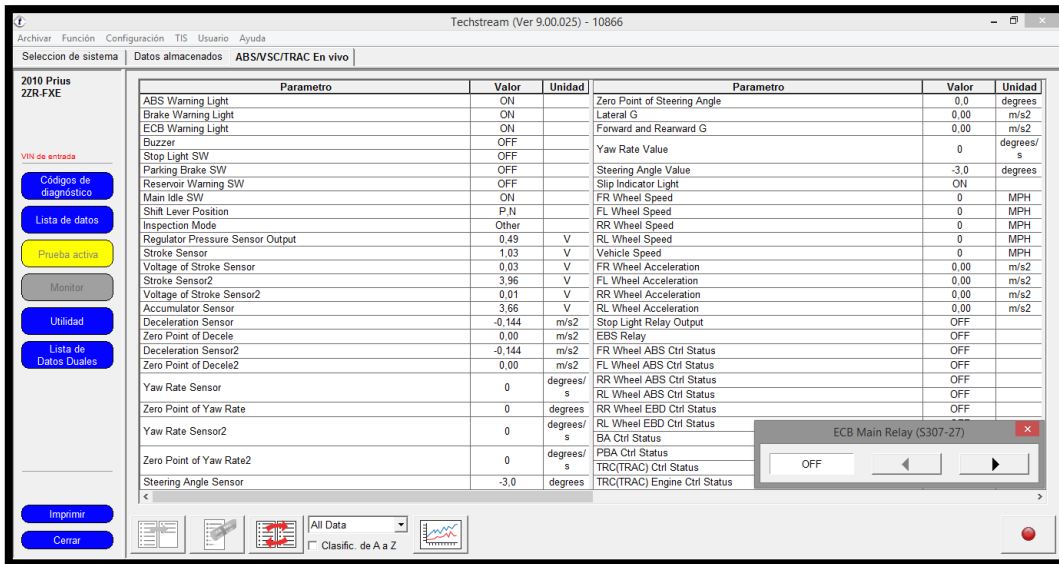 Techstream (Ver 9.00.025) - 10866
Archivar Función Configuración TIS Usuario Ayuda
Seleccion de sistema Datos almacenados ABS/VSC/TRAC En vivo
2010 Prius
2ZR-FXE
VIN de entrada
Códigos de
diagnóstico
Lista de datos
Prueba activa
Monitor
Utilidad
Lista de
Datos Duales
Imprimir
Cerrar
Parametro Valor Unidad
ABS Warning Light ON
Brake Warning Light ON
ECB Warning Light ON
Buzzer OFF
Stop Light SW OFF
Parking Brake SW OFF
Reservoir Warning SW OFF
Main Idle SW ON
Shift Lever Position P,N
Inspection Mode Other
Regulator Pressure Sensor Output 0,49 V
Stroke Sensor 1,03 V
Voltage of Stroke Sensor 0,03 V
Stroke Sensor2 3,96 V
Voltage of Stroke Sensor2 0,01 V
Accumulator Sensor 3,66 V
Deceleration Sensor -0,144 m/s2
Zero Point of Decele 0,00 m/s2
Deceleration Sensor2 -0,144 m/s2
Zero Point of Decele2 0,00 m/s2
Yaw Rate Sensor 0 degrees/
s
Zero Point of Yaw Rate 0 degrees
Yaw Rate Sensor2 0 degrees/
s
Zero Point of Yaw Rate2 0 degrees/
s
Steering Angle Sensor -3,0 degrees
Parametro Valor Unidad
Zero Point of Steering Angle 0,0 degrees
Lateral G 0,00 m/s2
Forward and Rearward G 0,00 m/s2
Yaw Rate Value 0 degrees/
s
Steering Angle Value -3,0 degrees
Slip Indicator Light ON
FR Wheel Speed 0 MPH
FL Wheel Speed 0 MPH
RR Wheel Speed 0 MPH
RL Wheel Speed 0 MPH
Vehicle Speed 0 MPH
FR Wheel Acceleration 0,00 m/s2
FL Wheel Acceleration 0,00 m/s2
RR Wheel Acceleration 0,00 m/s2
RL Wheel Acceleration 0,00 m/s2
Stop Light Relay Output OFF
EBS Relay OFF
FR Wheel ABS Ctrl Status OFF
FL Wheel ABS Ctrl Status OFF
RR Wheel ABS Ctrl Status OFF
RL Wheel ABS Ctrl Status OFF
RR Wheel EBD Ctrl Status OFF
RL Wheel EBD Ctrl Status
BA Ctrl Status
PBA Ctrl Status
TRC(TRAC) Ctrl Status
TRC(TRAC) Engine Ctrl Status
ECB Main Relay (S307-27)
OFF
All Data
Clasific. de A a Z